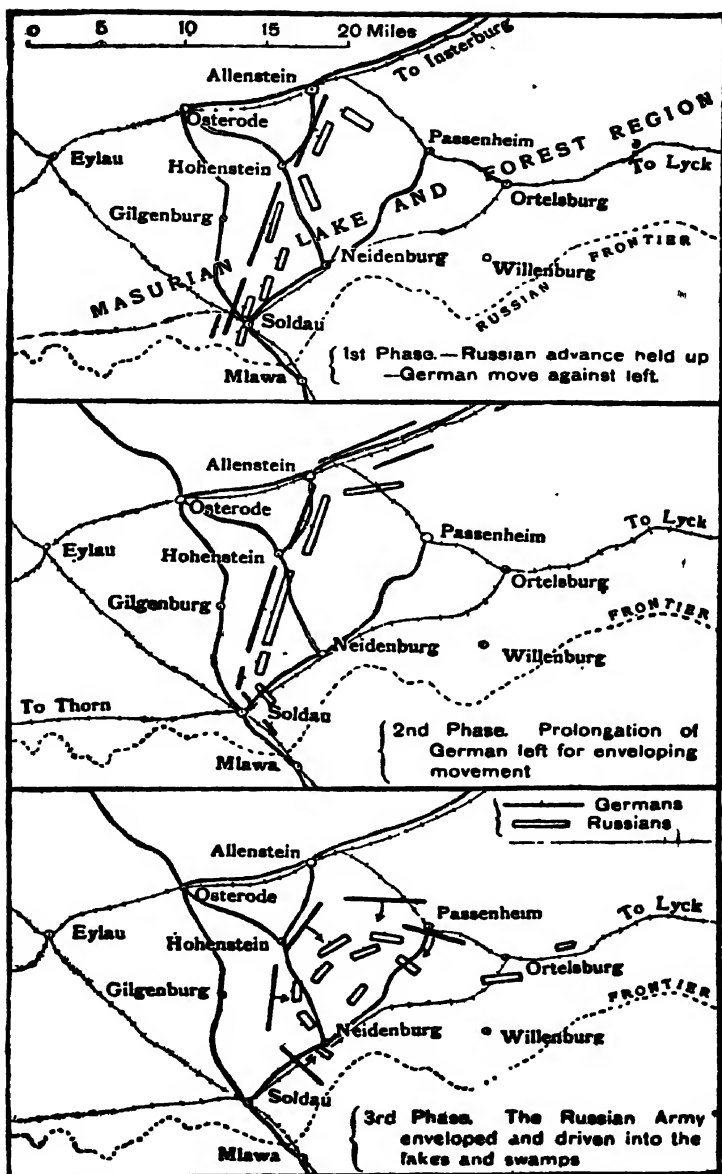 0 5 10 15 20 Miles
Allenstein
To Insterburg
Osterode
Eylau
Passenheim
Hohenstein
MASURIAN LAKE AND FOREST REGION
To Lyck
Ortelsburg
Gilgenburg
Neidenburg
Willenburg
RUSSIAN FRONTIER
Soldau
Mlawa
1st Phase.—Russian advance held up
—German move against left.
Allenstein
Osterode
Eylau
Hohenstein
Passenheim
To Lyck
Ortelsburg
Gilgenburg
FRONTIER
Neidenburg
Willenburg
To Thorn
Soldau
Mlawa
2nd Phase. Prolongation of
German left for enveloping
movement
Germans
Russians
Allenstein
Osterode
Passenheim
To Lyck
Eylau
Hohenstein
Ortelsburg
Gilgenburg
FRONTIER
Neidenburg
Willenburg
Soldau
Mlawa
3rd Phase. The Russian Army
enveloped and driven into the
lakes and swamps